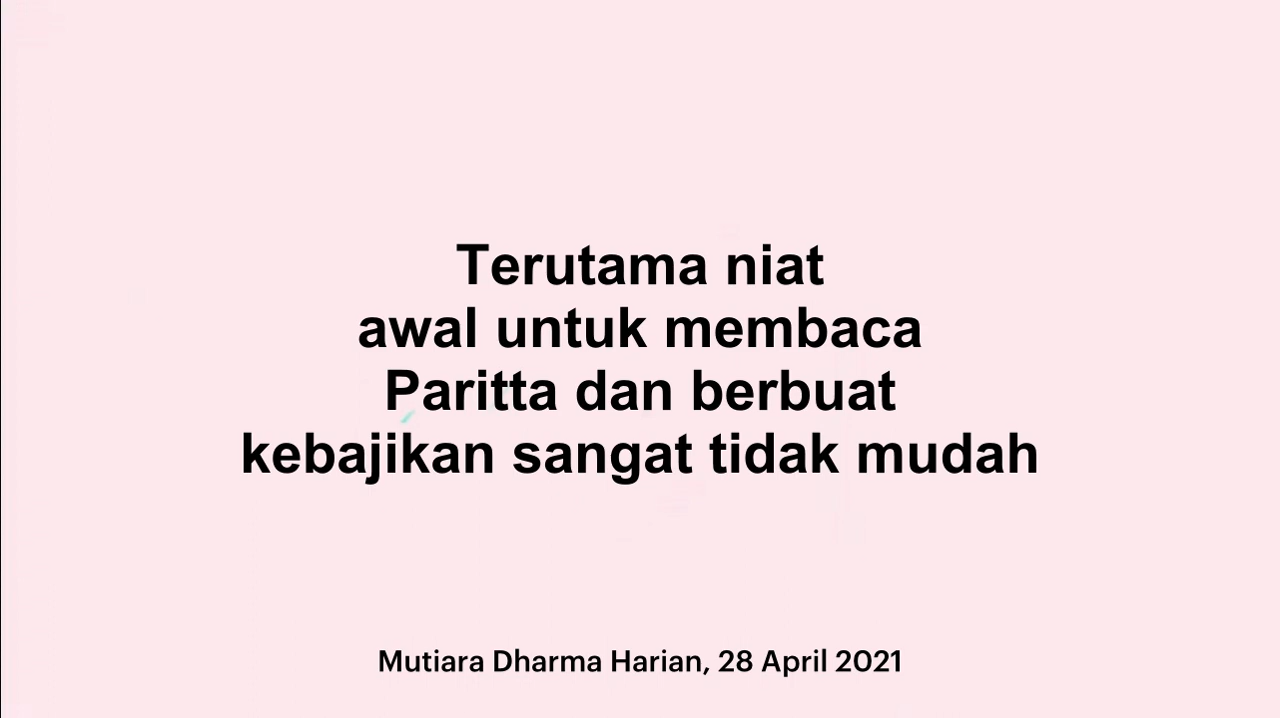 Terutama niat
awal untuk membaca
Paritta dan berbuat
kebajikan sangat tidak mudah
Mutiara Dharma Harian, 28 April 2021